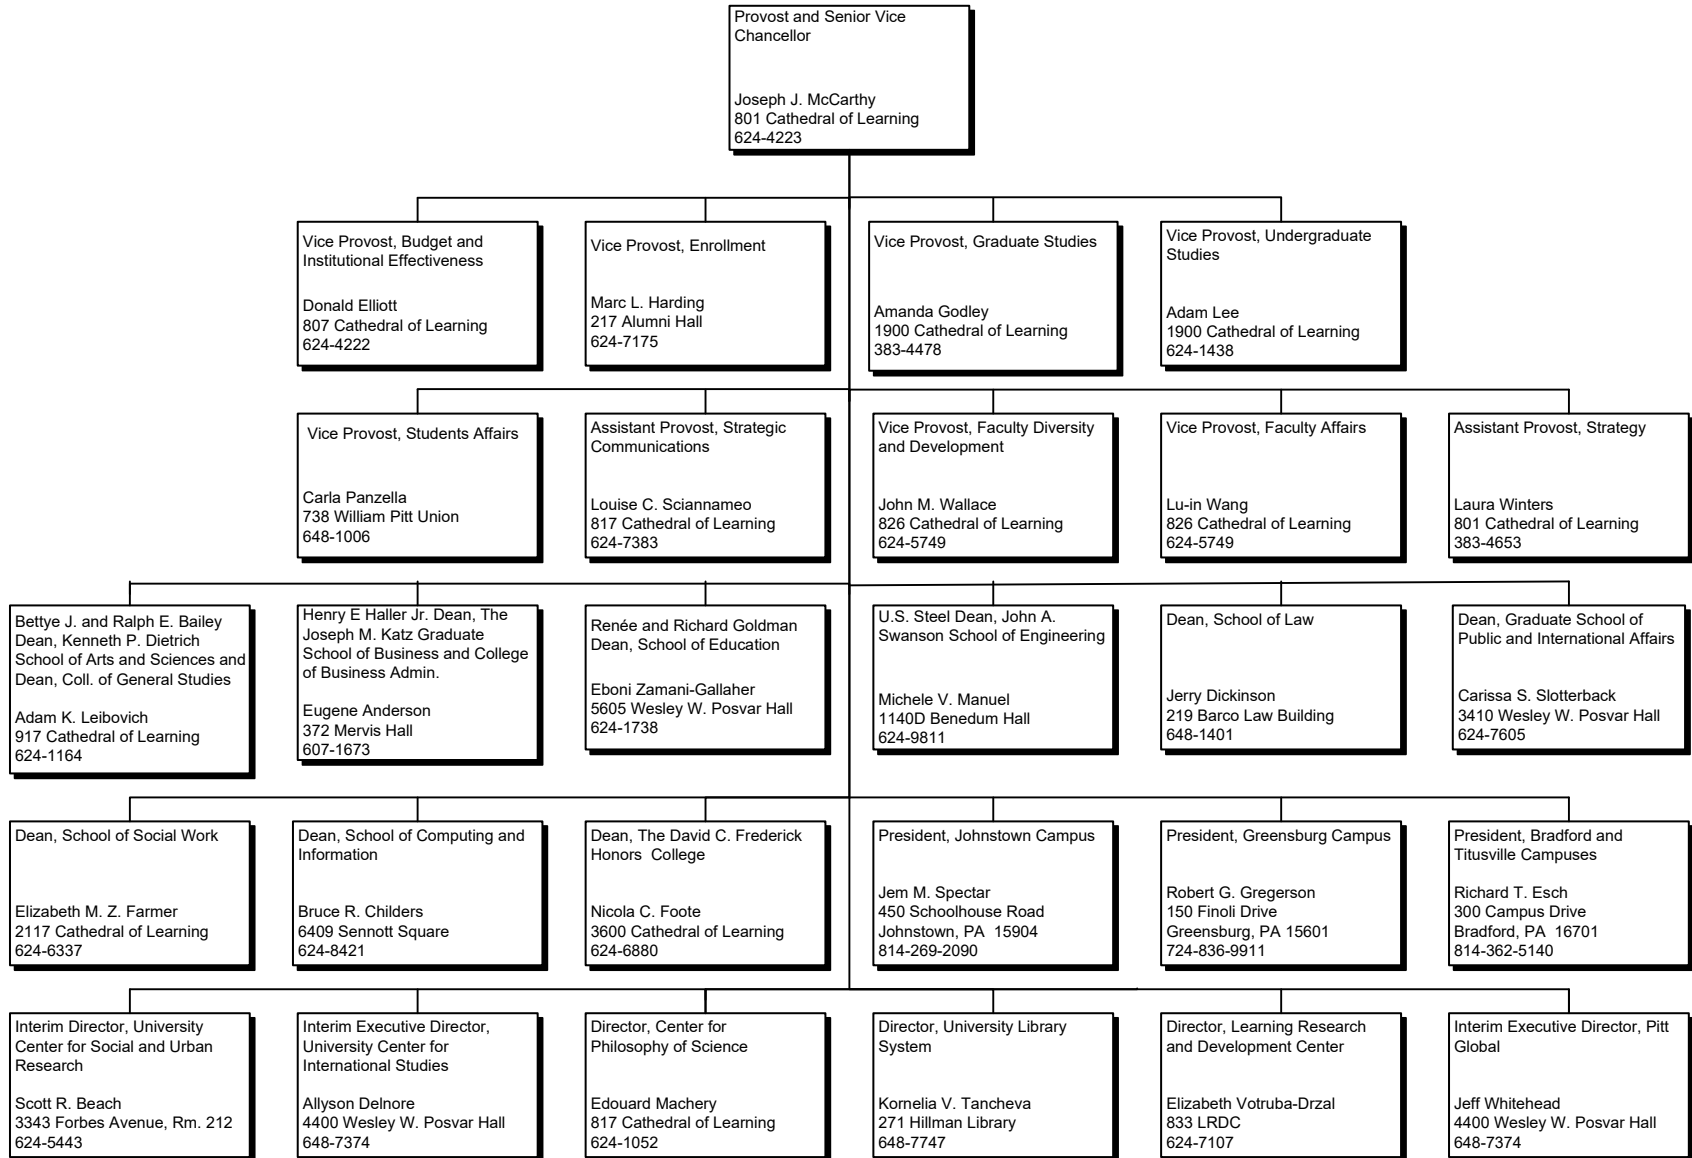 Provost and Senior Vice
Chancellor
Joseph J. McCarthy
801 Cathedral of Learning
624-4223
Vice Provost, Budget and
Institutional Effectiveness
Donald Elliott
807 Cathedral of Learning
624-4222
Vice Provost, Enrollment
Marc L. Harding
217 Alumni Hall
624-7175
Vice Provost, Graduate Studies
Amanda Godley
1900 Cathedral of Learning
383-4478
Vice Provost, Undergraduate
Studies
Adam Lee
1900 Cathedral of Learning
624-1438
Vice Provost, Students Affairs
Carla Panzella
738 William Pitt Union
648-1006
Assistant Provost, Strategic
Communications
Louise C. Sciannameo
817 Cathedral of Learning
624-7383
Vice Provost, Faculty Diversity
and Development
John M. Wallace
826 Cathedral of Learning
624-5749
Vice Provost, Faculty Affairs
Lu-in Wang
826 Cathedral of Learning
624-5749
Assistant Provost, Strategy
Laura Winters
801 Cathedral of Learning
383-4653
Bettye J. and Ralph E. Bailey
Dean, Kenneth P. Dietrich
School of Arts and Sciences and
Dean, Coll. of General Studies
Adam K. Leibovich
917 Cathedral of Learning
624-1164
Henry E Haller Jr. Dean, The
Joseph M. Katz Graduate
School of Business and College
of Business Admin.
Eugene Anderson
372 Mervis Hall
607-1673
Renée and Richard Goldman
Dean, School of Education
Eboni Zamani-Gallaher
5605 Wesley W. Posvar Hall
624-1738
U.S. Steel Dean, John A.
Swanson School of Engineering
Michele V. Manuel
1140D Benedum Hall
624-9811
Dean, School of Law
Jerry Dickinson
219 Barco Law Building
648-1401
Dean, Graduate School of
Public and International Affairs
Carissa S. Slotterback
3410 Wesley W. Posvar Hall
624-7605
Dean, School of Social Work
Elizabeth M. Z. Farmer
2117 Cathedral of Learning
624-6337
Dean, School of Computing and
Information
Bruce R. Childers
6409 Sennott Square
624-8421
Dean, The David C. Frederick
Honors College
Nicola C. Foote
3600 Cathedral of Learning
624-6880
President, Johnstown Campus
Jem M. Spectar
450 Schoolhouse Road
Johnstown, PA 15904
814-269-2090
President, Greensburg Campus
Robert G. Gregerson
150 Finoli Drive
Greensburg, PA 15601
724-836-9911
President, Bradford and
Titusville Campuses
Richard T. Esch
300 Campus Drive
Bradford, PA 16701
814-362-5140
Interim Director, University
Center for Social and Urban
Research
Scott R. Beach
3343 Forbes Avenue, Rm. 212
624-5443
Interim Executive Director,
University Center for
International Studies
Allyson Delnore
4400 Wesley W. Posvar Hall
648-7374
Director, Center for
Philosophy of Science
Edouard Machery
817 Cathedral of Learning
624-1052
Director, University Library
System
Kornelia V. Tancheva
271 Hillman Library
648-7747
Director, Learning Research
and Development Center
Elizabeth Votruba-Drzal
833 LRDC
624-7107
Interim Executive Director, Pitt
Global
Jeff Whitehead
4400 Wesley W. Posvar Hall
648-7374